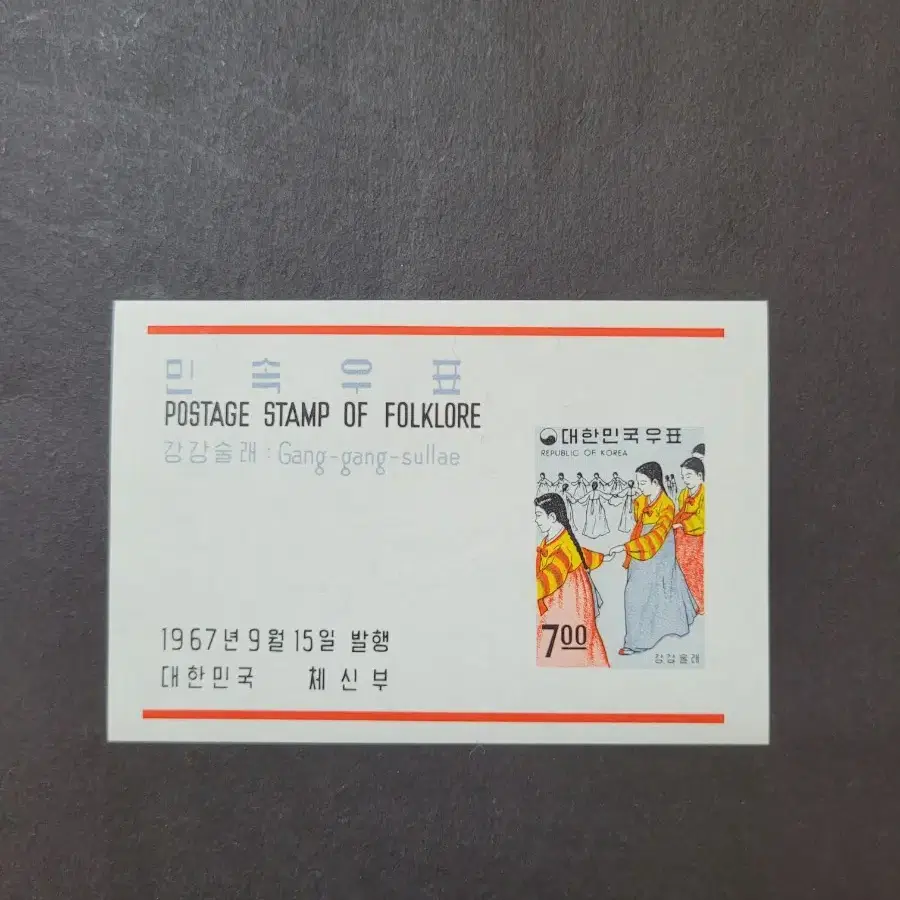 민 속 우 표
POSTAGE STAMP OF FOLKLORE
강강술래 : Gang-gang-sullae
대한민국우표
REPUBLIC OF KOREA
7.00
강강술래
1967년 9월 15일 발행
대한민국 체신부